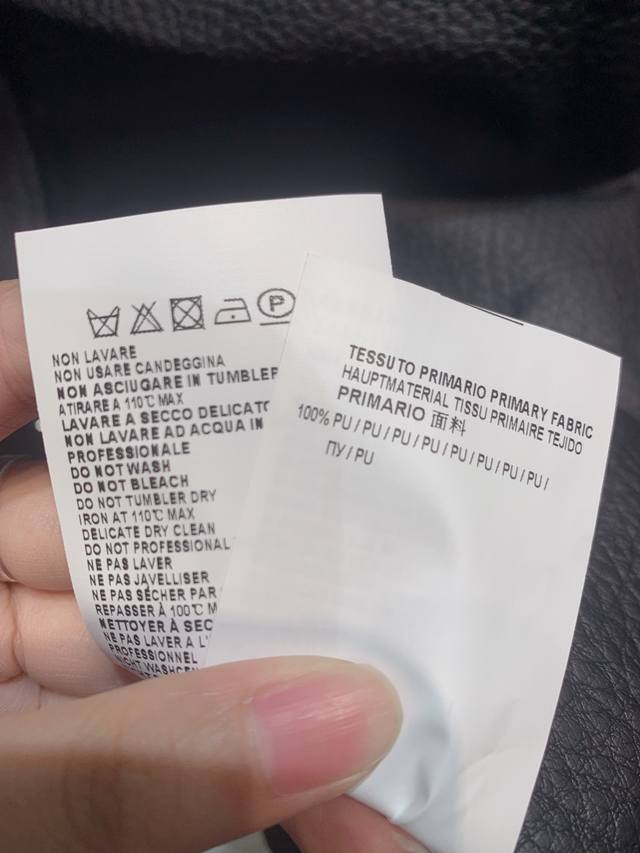 P
NON LAVARE
NON USARE CANDEGGINA
NON ASCIUGARE IN TUMBLER
ATIRARE A 110℃ MAX
LAVARE A SECCO DELICATO
NON LAVARE AD ACQUA IN
PROFESSIONALE
DO NOT WASH
DO NOT BLEACH
DO NOT TUMBLER DRY
IRON AT 110℃ MAX
DELICATE DRY CLEAN
DO NOT PROFESSIONAL
NE PAS LAVER
NE PAS JAVELLISER
NE PAS SÉCHER PAR
REPASSER À 100℃ M
NETTOYER À SEC
NE PAS LAVER A L'
PROFESSIONNEL
TESSUTO PRIMARIO PRIMARY FABRIC
HAUPTMATERIAL TISSU PRIMAIRE TEJIDO
PRIMARIO 面料
100% PU / PU / PU / PU / PU / PU / PU / PU /
ПУ / PU